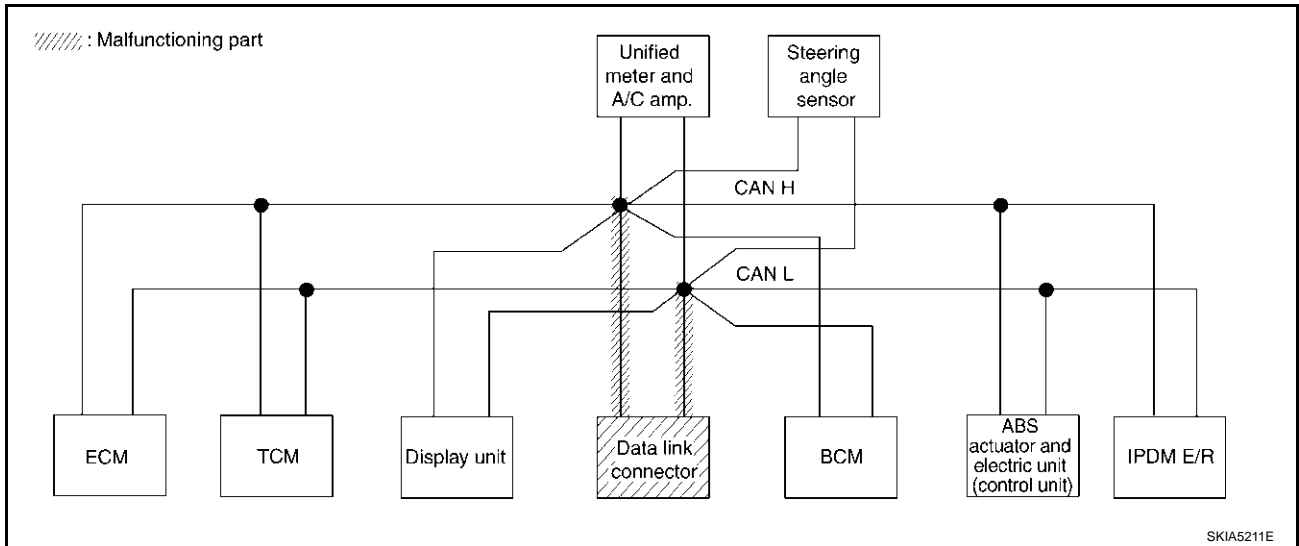 : Malfunctioning part
Unified
meter and
A/C amp.
Steering
angle
sensor
CAN H
CAN L
ECM
TCM
Display unit
Data link
connector
BCM
ABS
actuator and
electric unit
(control unit)
IPDM E/R
SKIA5211E